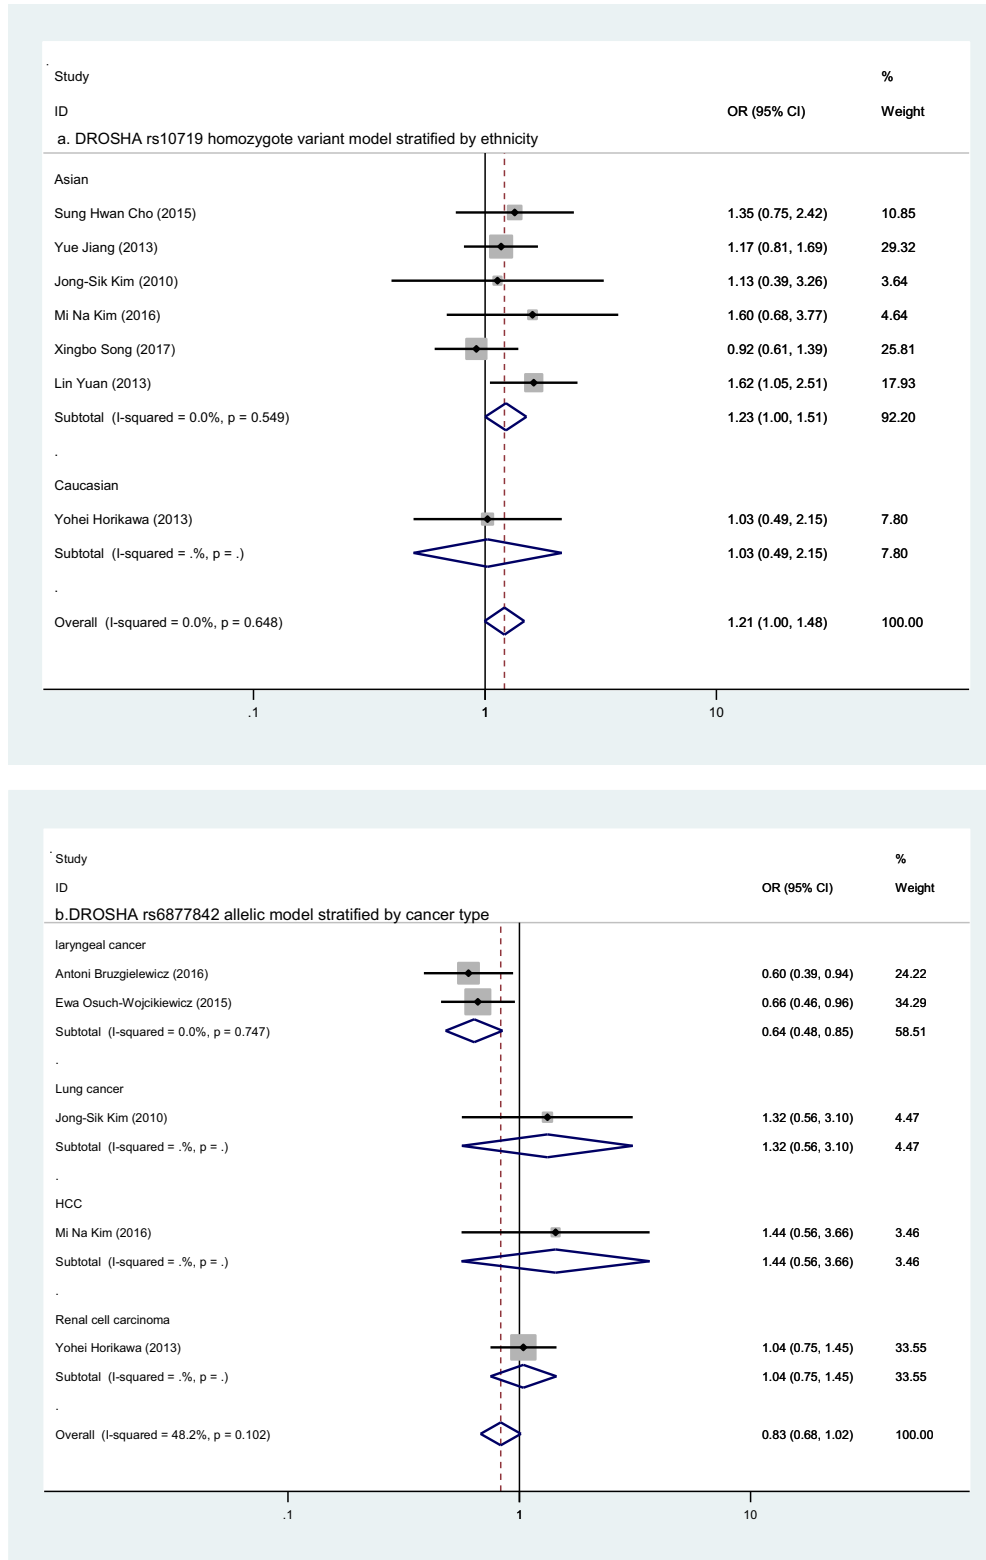 Study %
ID OR (95% CI) Weight
a. DROSHA rs10719 homozygote variant model stratified by ethnicity
Asian
Sung Hwan Cho (2015) 1.35 (0.75, 2.42) 10.85
Yue Jiang (2013) 1.17 (0.81, 1.69) 29.32
Jong-Sik Kim (2010) 1.13 (0.39, 3.26) 3.64
Mi Na Kim (2016) 1.60 (0.68, 3.77) 4.64
Xingbo Song (2017) 0.92 (0.61, 1.39) 25.81
Lin Yuan (2013) 1.62 (1.05, 2.51) 17.93
Subtotal (I-squared = 0.0%, p = 0.549) 1.23 (1.00, 1.51) 92.20
.
Caucasian
Yohei Horikawa (2013) 1.03 (0.49, 2.15) 7.80
Subtotal (I-squared = .%, p = .) 1.03 (0.49, 2.15) 7.80
.
Overall (I-squared = 0.0%, p = 0.648) 1.21 (1.00, 1.48) 100.00
.1 1 10
Study %
ID OR (95% CI) Weight
b.DROSHA rs6877842 allelic model stratified by cancer type
laryngeal cancer
Antoni Bruzgielewicz (2016) 0.60 (0.39, 0.94) 24.22
Ewa Osuch-Wojcikiewicz (2015) 0.66 (0.46, 0.96) 34.29
Subtotal (I-squared = 0.0%, p = 0.747) 0.64 (0.48, 0.85) 58.51
.
Lung cancer
Jong-Sik Kim (2010) 1.32 (0.56, 3.10) 4.47
Subtotal (I-squared = .%, p = .) 1.32 (0.56, 3.10) 4.47
.
HCC
Mi Na Kim (2016) 1.44 (0.56, 3.66) 3.46
Subtotal (I-squared = .%, p = .) 1.44 (0.56, 3.66) 3.46
.
Renal cell carcinoma
Yohei Horikawa (2013) 1.04 (0.75, 1.45) 33.55
Subtotal (I-squared = .%, p = .) 1.04 (0.75, 1.45) 33.55
.
Overall (I-squared = 48.2%, p = 0.102) 0.83 (0.68, 1.02) 100.00
.1 1 10